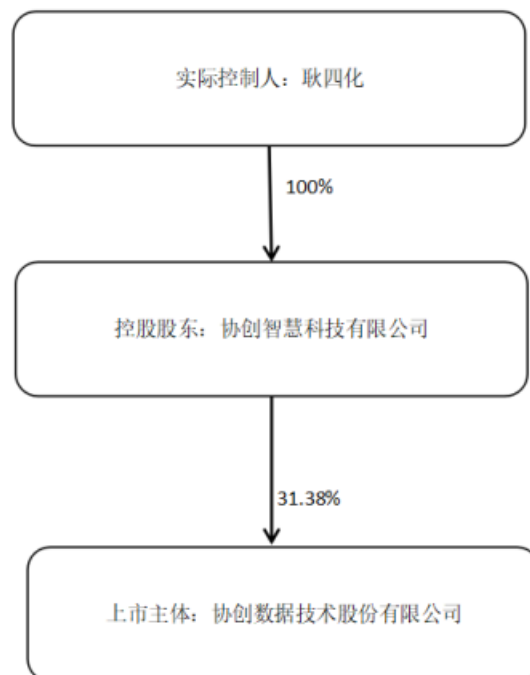 实际控制人：耿四化
100%
控股股东：协创智慧科技有限公司
31.38%
上市主体：协创数据技术股份有限公司